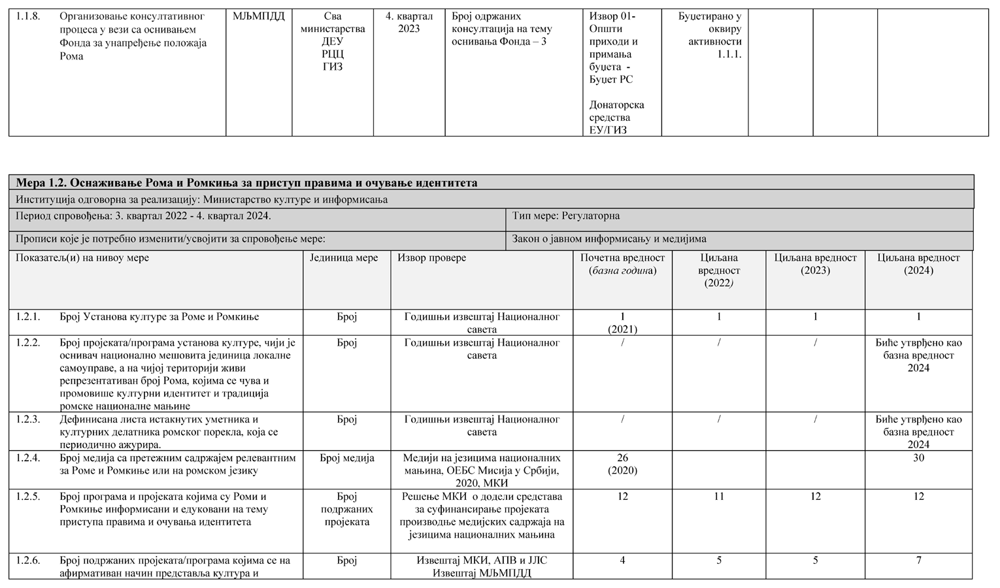 1.1.8. Организовање консултативног процеса у вези са оснивањем Фонда за унапређење положаја Рома
МЉМПДД
Сва министарства ДЕУ РЦЦ ГИЗ
4. квартал 2023
Број одржаних консултација на тему оснивања Фонда – 3
Извор 01- Општи приходи и примања буџета - Буџет РС
Донаторска средства ЕУ/ГИЗ
Буџетирано у оквиру активности 1.1.1.
Мера 1.2. Оснаживање Рома и Ромкиња за приступ правима и очување идентитета
Институција одговорна за реализацију: Министарство културе и информисања
Период спровођења: 3. квартал 2022 - 4. квартал 2024.
Тип мере: Регулаторна
Прописи које је потребно изменити/усвојити за спровођење мере:
Закон о јавном информисању и медијима
Показатељ(и) на нивоу мере
Јединица мере
Извор провере
Почетна вредност (базна година)
Циљана вредност (2022)
Циљана вредност (2023)
Циљана вредност (2024)
1.2.1. Број Установа културе за Роме и Ромкиње
Број
Годишњи извештај Националног савета
1 (2021)
1
1
1
1.2.2. Број пројеката/програма установа културе, чији је оснивач национално мешовита јединица локалне самоуправе, а на чијој територији живи репрезентативан број Рома, којима се чува и промовише културни идентитет и традиција ромске националне мањине
Број
Годишњи извештај Националног савета
/
/
/
Биће утврђено као базна вредност 2024
1.2.3. Дефинисана листа истакнутих уметника и културних делатника ромског порекла, која се периодично ажурира.
Број
Годишњи извештај Националног савета
/
/
/
Биће утврђено као базна вредност 2024
1.2.4. Број медија са претежним садржајем релевантним за Роме и Ромкиње или на ромском језику
Број медија
Медији на језицима националних мањина, ОЕБС Мисија у Србији, 2020, МКИ
26 (2020)
30
1.2.5. Број програма и пројеката којима су Роми и Ромкиње информисани и едуковани на тему приступа правима и очувања идентитета
Број подржаних пројеката
Решење МКИ о додели средстава за суфинансирање пројеката производње медијских садржаја на језицима националних мањина
12
11
12
12
1.2.6. Број подржаних пројеката/програма којима се на афирмативан начин представља култура и
Број
Извештај МКИ, АПВ и ЈЛС Извештај МЉМПДД
4
5
5
7